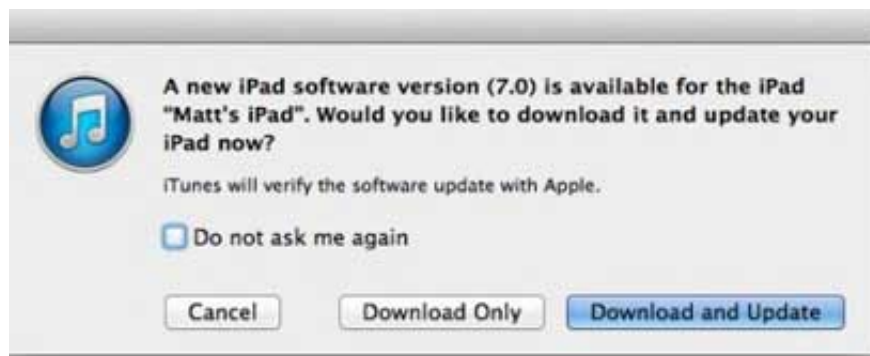 A new iPad software version (7.0) is available for the iPad
"Matt's iPad". Would you like to download it and update your
iPad now?
iTunes will verify the software update with Apple.
Do not ask me again
Cancel
Download Only
Download and Update